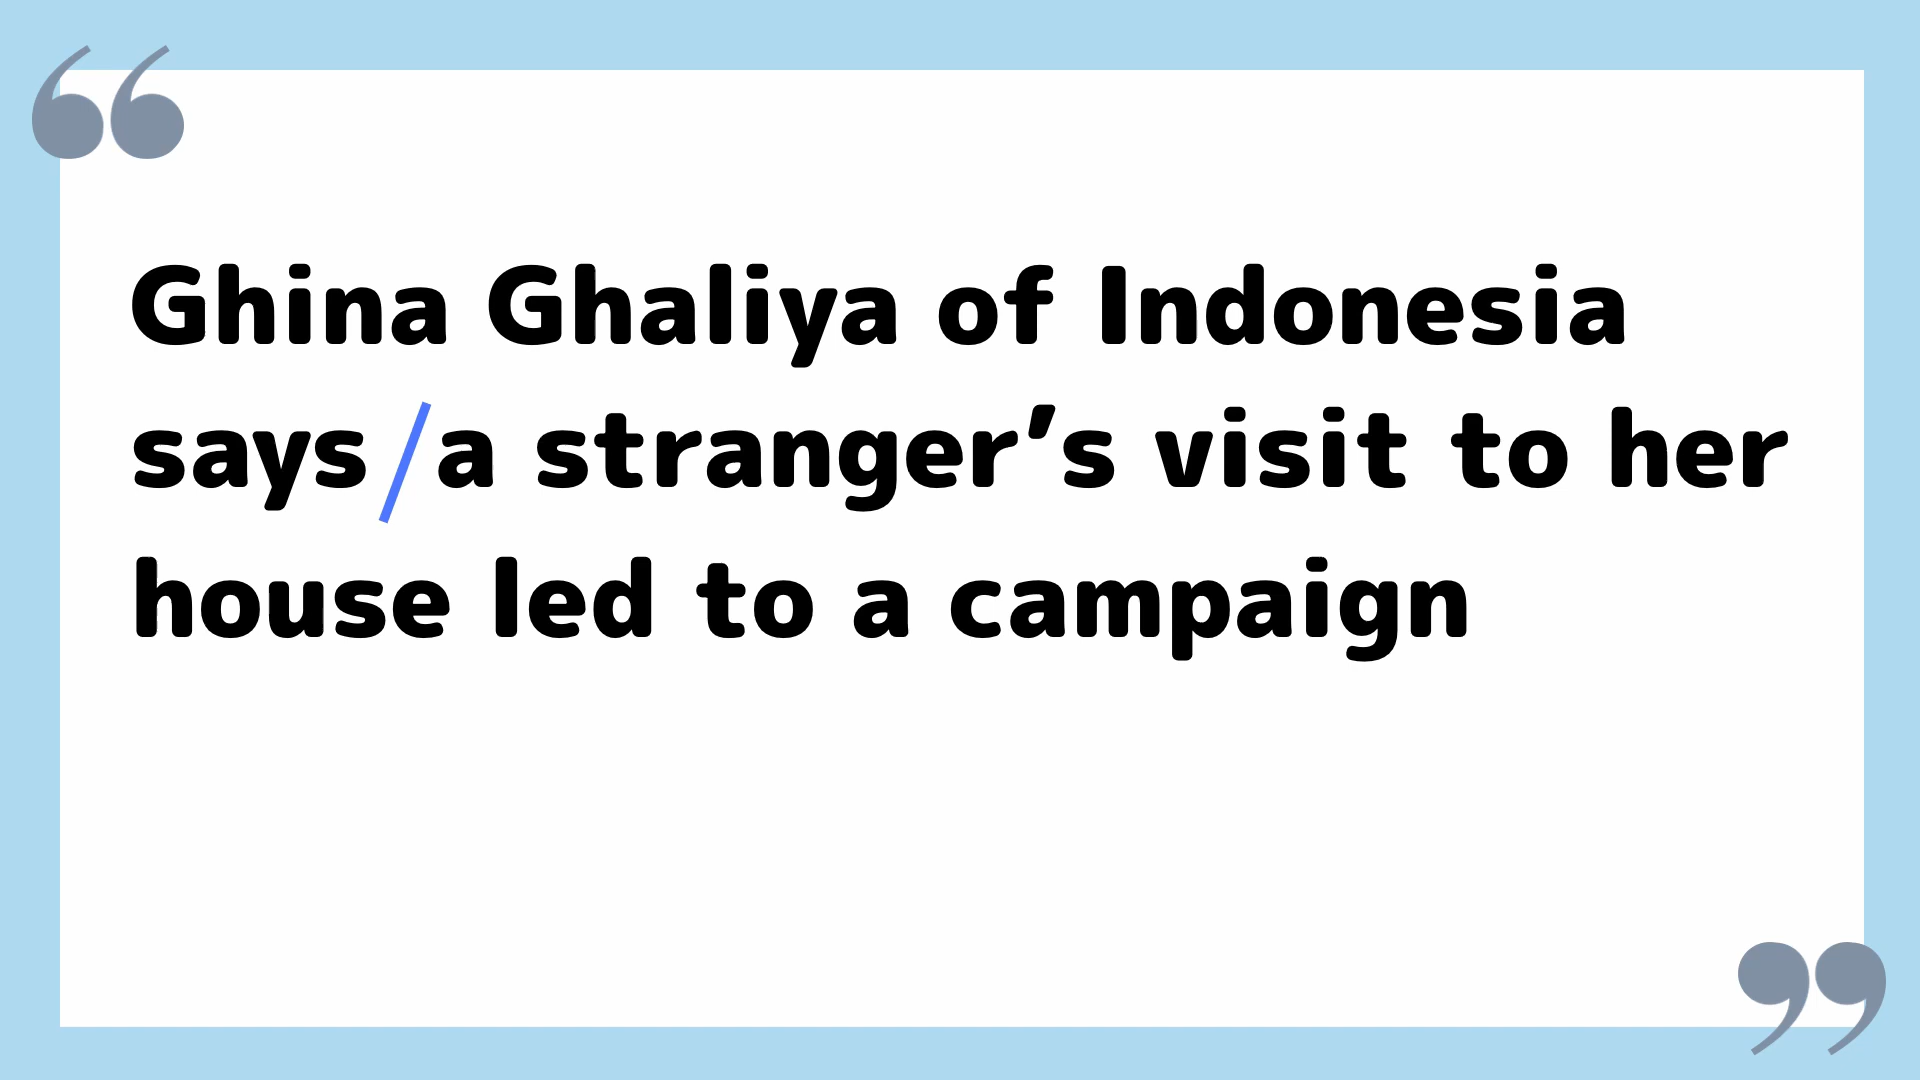 Ghina Ghaliya of Indonesia
says/a stranger’s visit to her
house led to a campaign